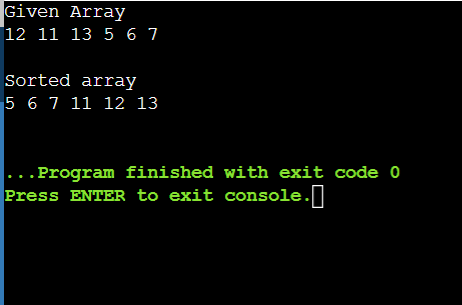 Given Array
12 11 13 5 6 7
Sorted array
5 6 7 11 12 13
...Program finished with exit code 0
Press ENTER to exit console.